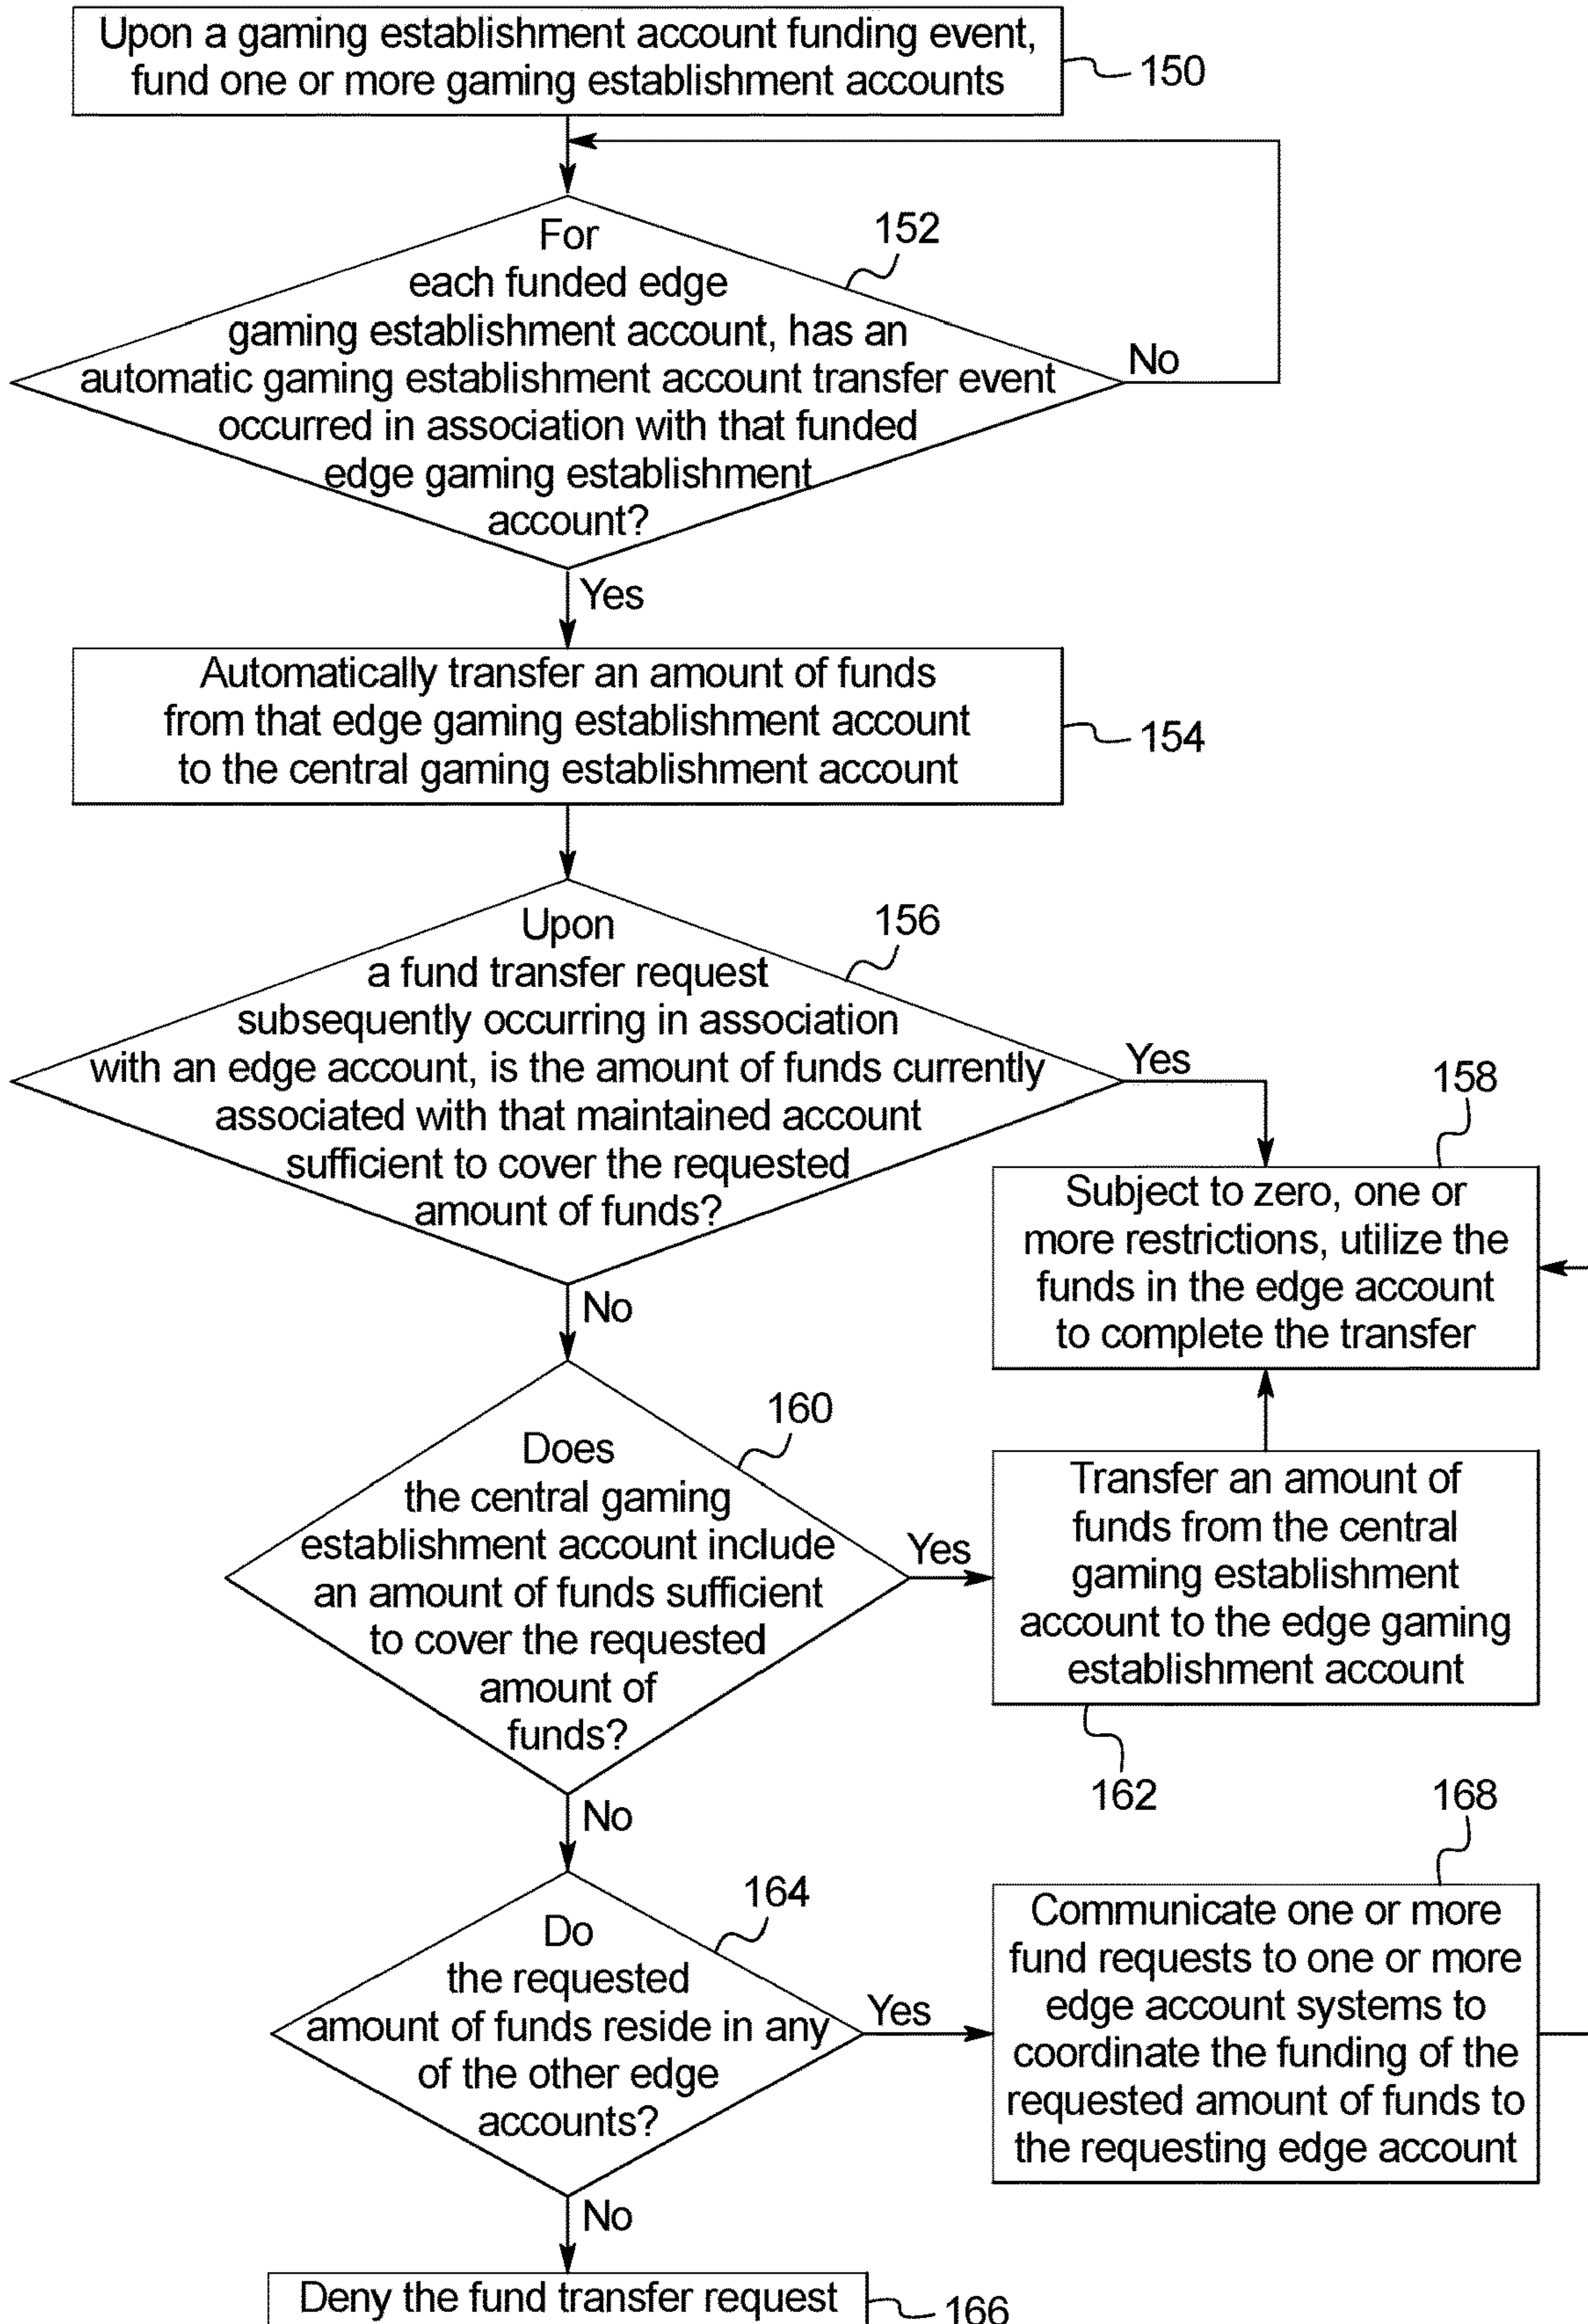 Upon a gaming establishment account funding event,
fund one or more gaming establishment accounts
150
For
each funded edge
gaming establishment account, has an
automatic gaming establishment account transfer event
occurred in association with that funded
edge gaming establishment
account?
152
No
Yes
Automatically transfer an amount of funds
from that edge gaming establishment account
to the central gaming establishment account
154
Upon
a fund transfer request
subsequently occurring in association
with an edge account, is the amount of funds currently
associated with that maintained account
sufficient to cover the requested
amount of funds?
156
Yes
No
158
Subject to zero, one or
more restrictions, utilize the
funds in the edge account
to complete the transfer
Does
the central gaming
establishment account include
an amount of funds sufficient
to cover the requested
amount of
funds?
160
Yes
No
Transfer an amount of
funds from the central
gaming establishment
account to the edge gaming
establishment account
162
Do
the requested
amount of funds reside in any
of the other edge
accounts?
164
Yes
No
168
Communicate one or more
fund requests to one or more
edge account systems to
coordinate the funding of the
requested amount of funds to
the requesting edge account
Deny the fund transfer request
166